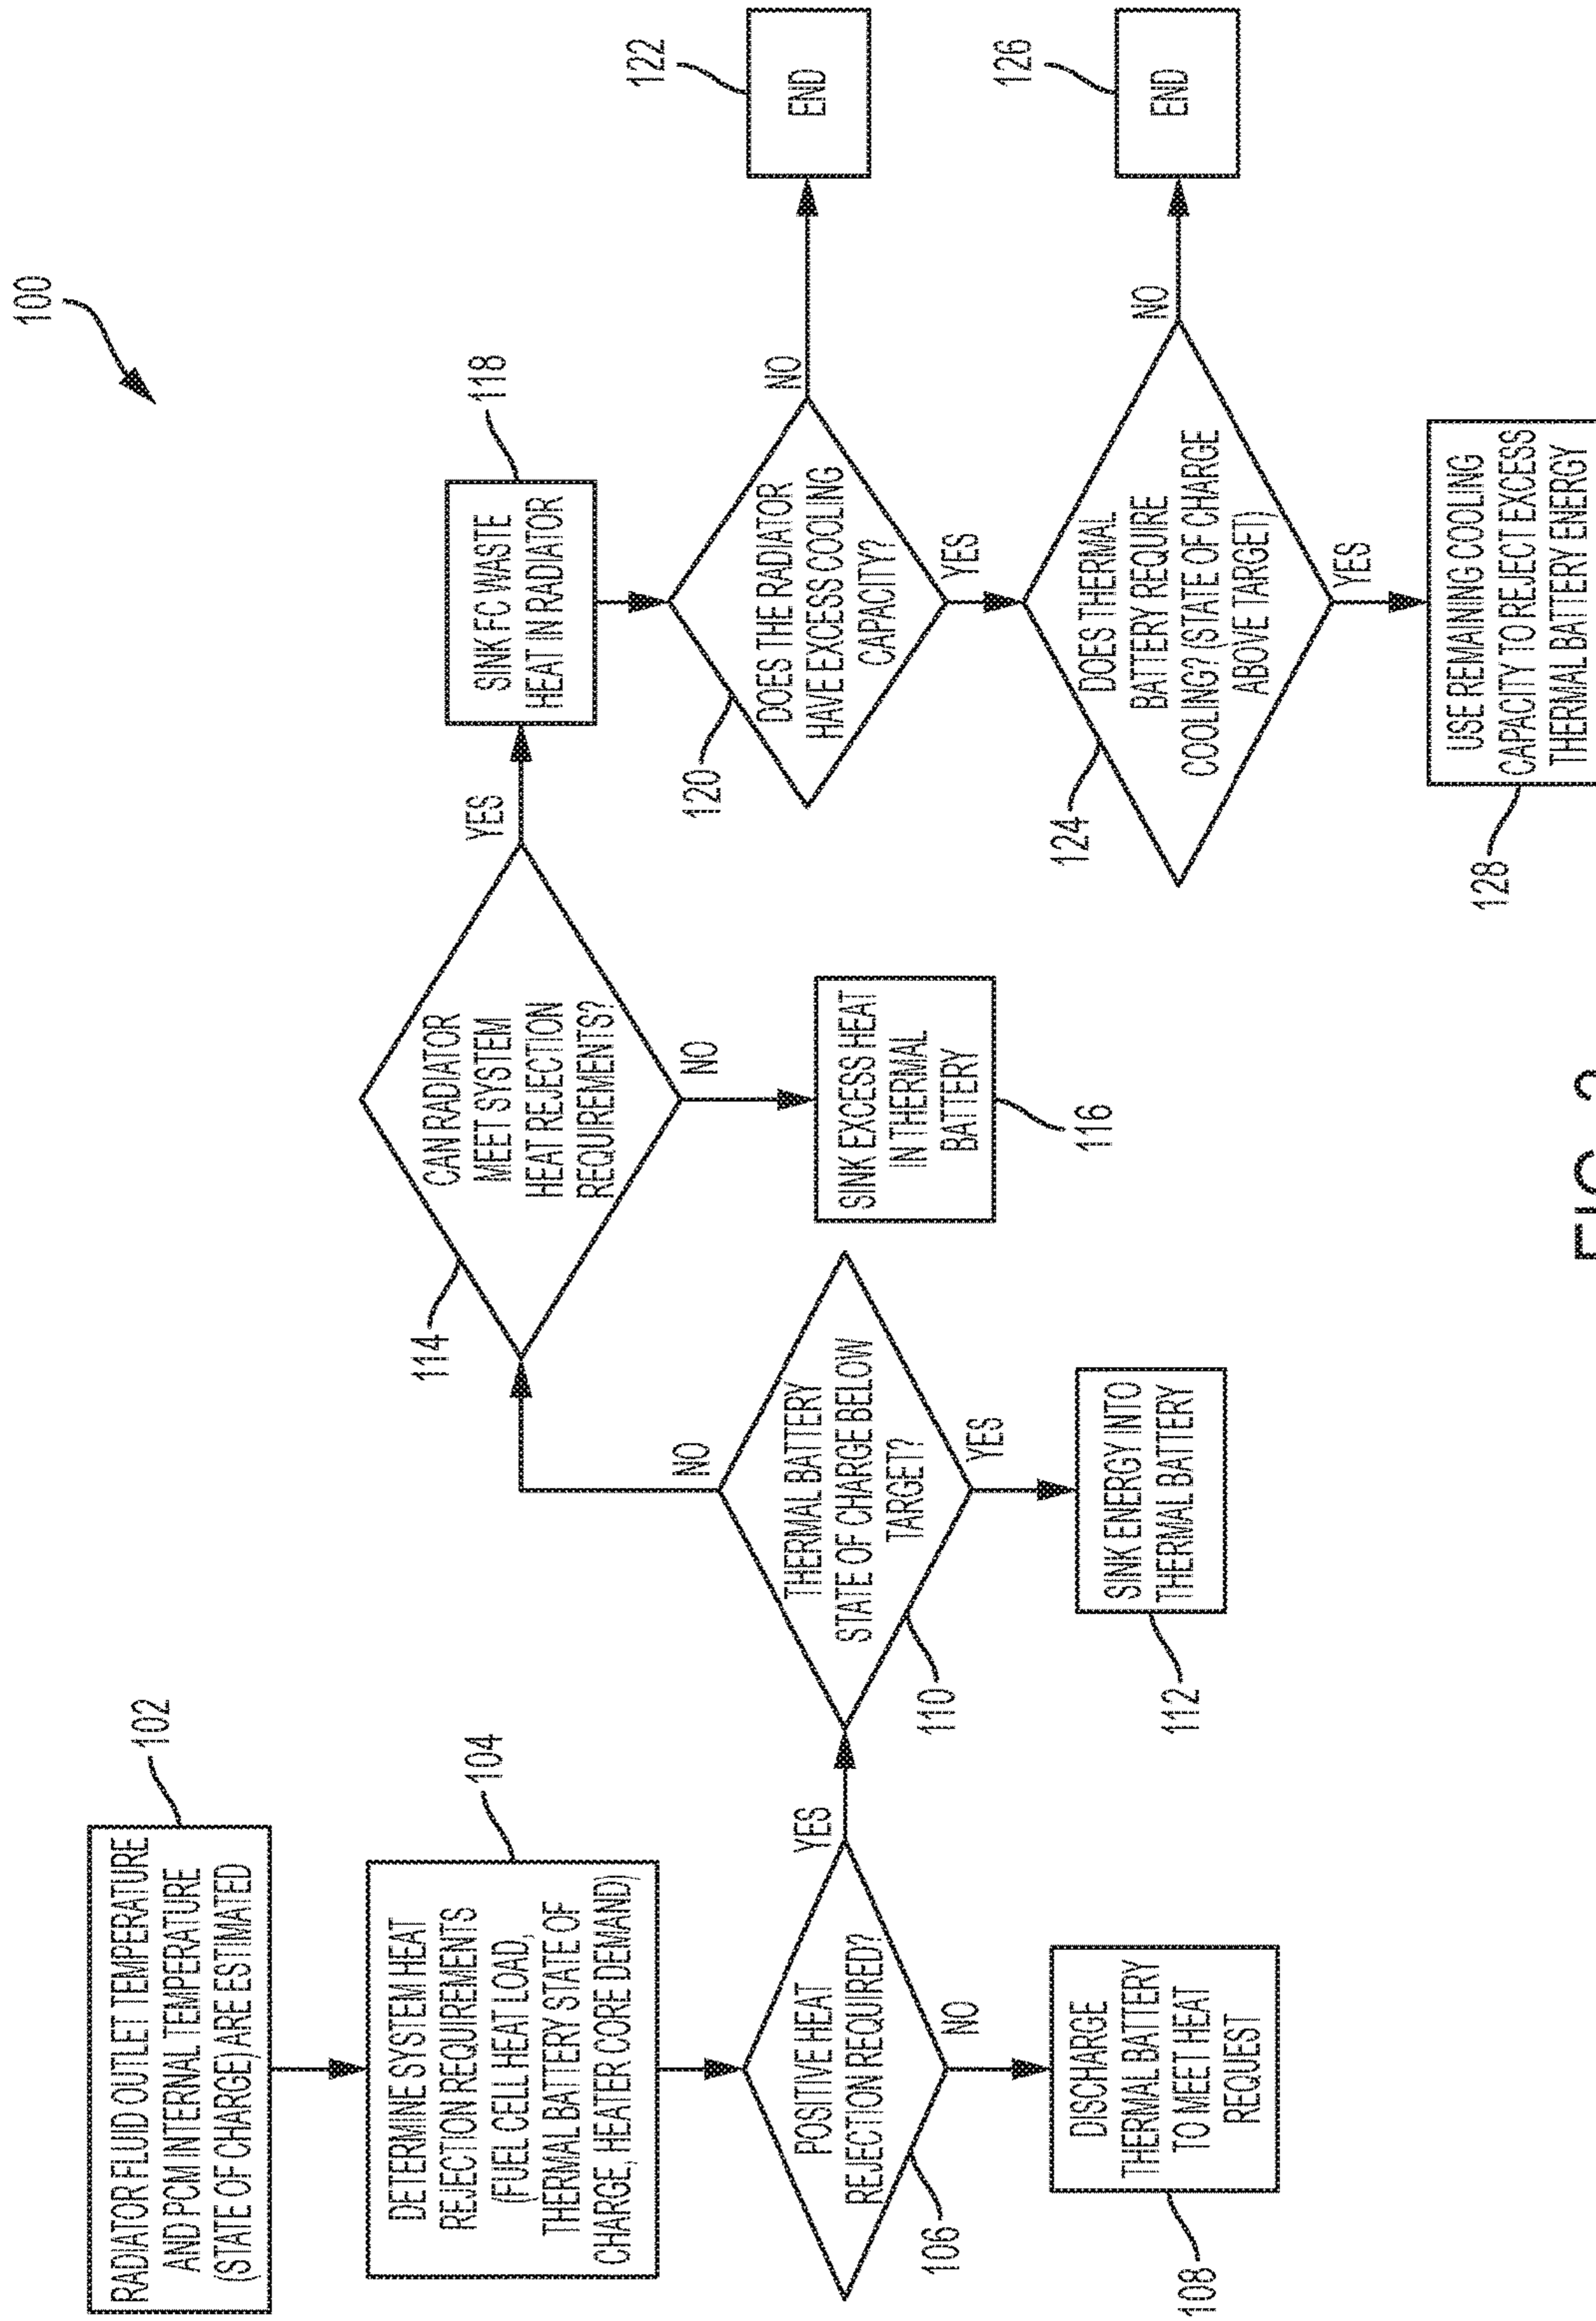 100
RADIATOR FLUID OUTLET TEMPERATURE
AND PCM INTERNAL TEMPERATURE
(STATE OF CHARGE) ARE ESTIMATED
102
DETERMINE SYSTEM HEAT
REJECTION REQUIREMENTS
(FUEL CELL HEAT LOAD,
THERMAL BATTERY STATE OF
CHARGE, HEATER CORE DEMAND)
104
POSITIVE HEAT
REJECTION REQUIRED?
106
YES
NO
DISCHARGE
THERMAL BATTERY
TO MEET HEAT
REQUEST
108
THERMAL BATTERY
STATE OF CHARGE BELOW
TARGET?
110
NO
YES
SINK ENERGY INTO
THERMAL BATTERY
112
CAN RADIATOR
MEET SYSTEM
HEAT REJECTION
REQUIREMENTS?
114
YES
NO
SINK EXCESS HEAT
IN THERMAL
BATTERY
116
SINK FC WASTE
HEAT IN RADIATOR
118
DOES THE RADIATOR
HAVE EXCESS COOLING
CAPACITY?
120
NO
END
122
YES
DOES THERMAL
BATTERY REQUIRE
COOLING? (STATE OF CHARGE
ABOVE TARGET)
124
NO
END
126
YES
USE REMAINING COOLING
CAPACITY TO REJECT EXCESS
THERMAL BATTERY ENERGY
128
FIG.